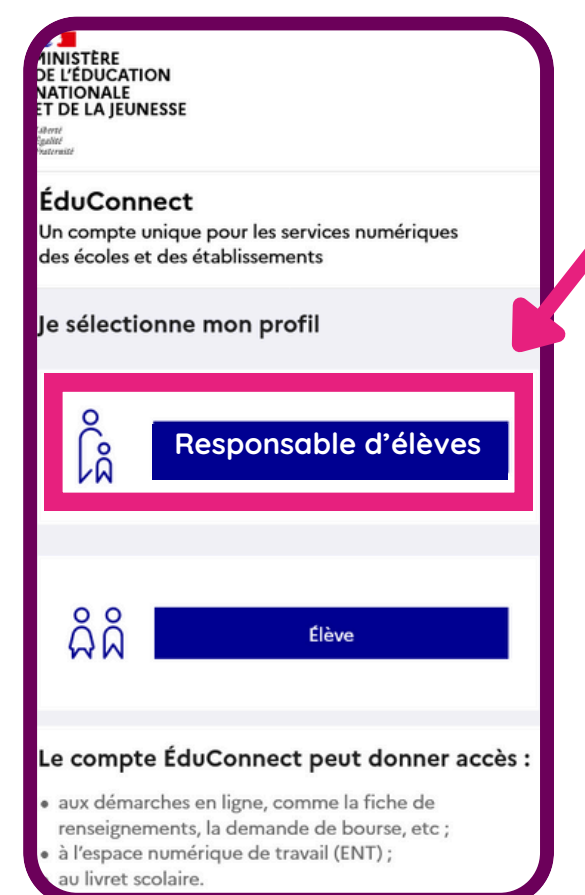 MINISTÈRE
DE L'ÉDUCATION
NATIONALE
ET DE LA JEUNESSE
Liberté
Égalité
Fraternité
ÉduConnect
Un compte unique pour les services numériques
des écoles et des établissements
Je sélectionne mon profil
Responsable d'élèves
Élève
Le compte ÉduConnect peut donner accès :
• aux démarches en ligne, comme la fiche de
renseignements, la demande de bourse, etc ;
• à l'espace numérique de travail (ENT) ;
au livret scolaire.